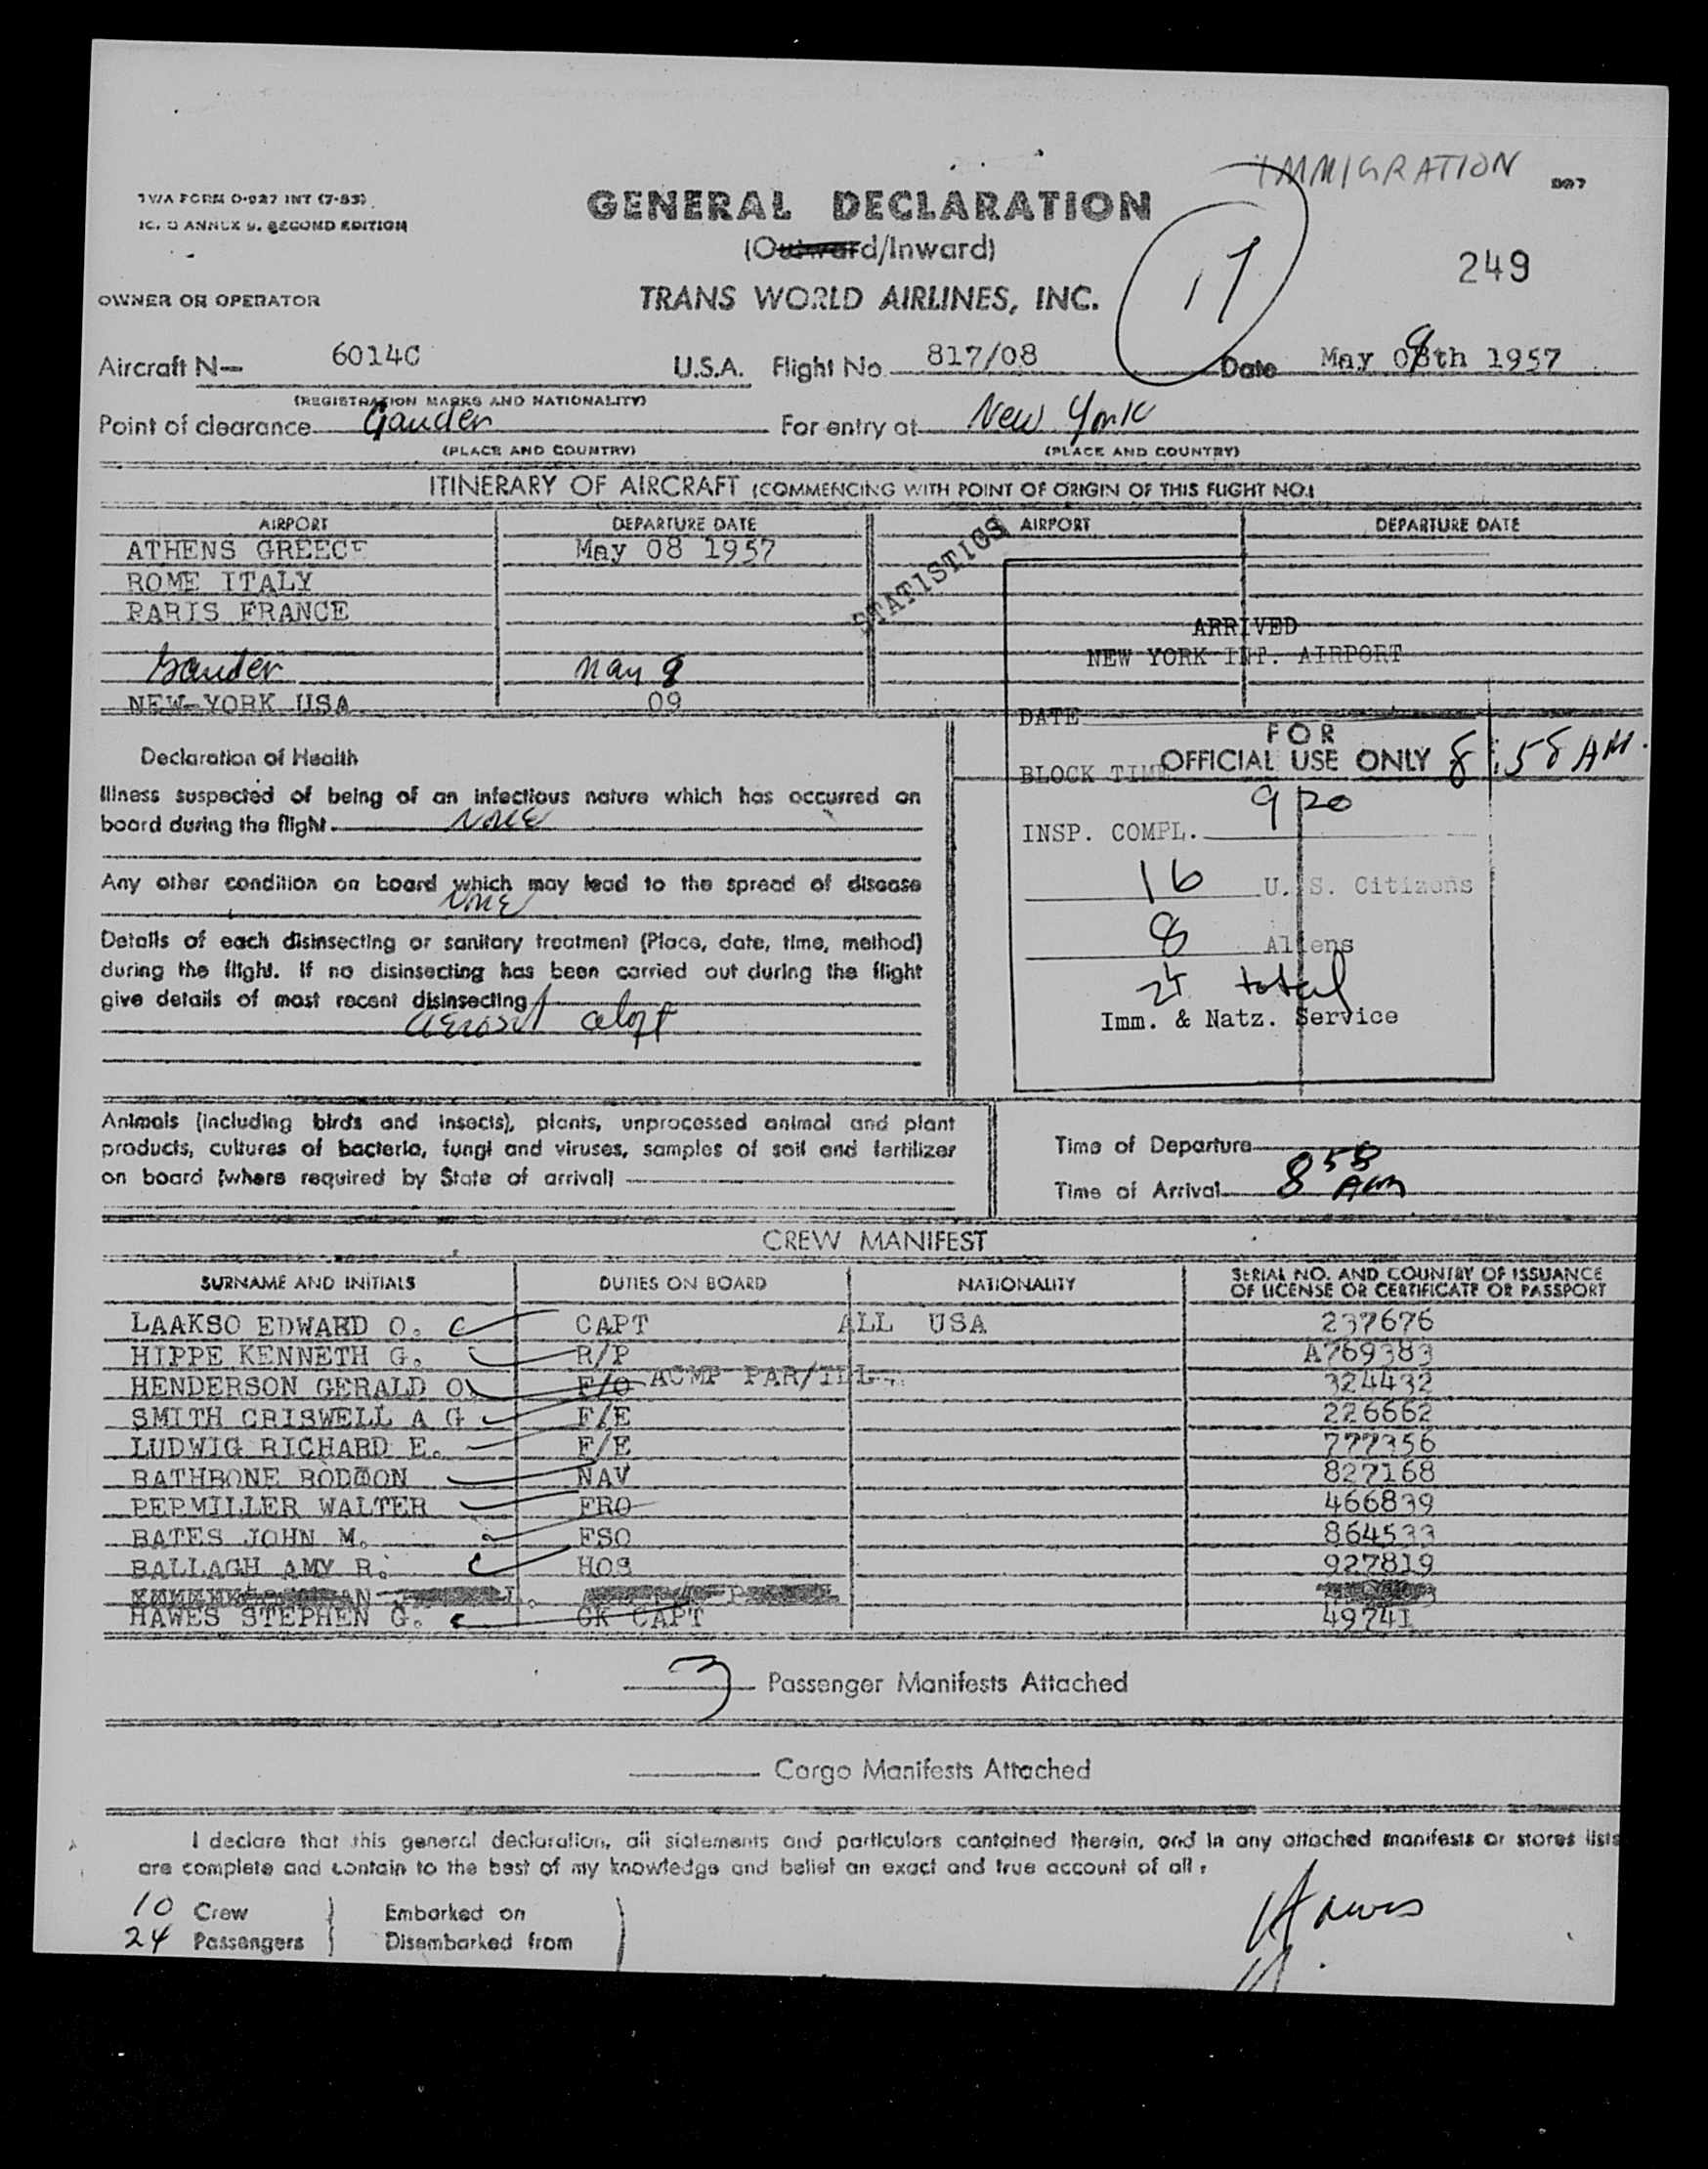 IMMIGRATION
TWA FORM O-927 INT (7-53)
GENERAL DECLARATION
ANNEX 9, SECOND EDITION
(Outward/Inward)
17
249
OWNER OR OPERATOR
TRANS WORLD AIRLINES, INC.
Aircraft N— 6014C U.S.A. Flight No. 817/08 Date May 09th 1957
(REGISTRATION MARKS AND NATIONALITY)
Point of clearance Gander For entry at New York
(PLACE AND COUNTRY) (PLACE AND COUNTRY)
ITINERARY OF AIRCRAFT (COMMENCING WITH POINT OF ORIGIN OF THIS FLIGHT NO.)
AIRPORT DEPARTURE DATE AIRPORT DEPARTURE DATE
ATHENS GREECE May 08 1957
STATISTICS
ROME ITALY
PARIS FRANCE
ARRIVED
NEW YORK INT. AIRPORT
Gander May 9
NEW YORK USA 09
DATE
FOR
OFFICIAL USE ONLY
BLOCK TIME 8:58 AM.
INSP. COMPL. 9 20
16 U.S. Citizens
8 Aliens
24 total
Imm. & Natz. Service
Declaration of Health
Illness suspected of being of an infectious nature which has occurred on
board during the flight. None
Any other condition on board which may lead to the spread of disease
None
Details of each disinsecting or sanitary treatment (Place, date, time, method)
during the flight. If no disinsecting has been carried out during the flight
give details of most recent disinsecting
aerosol aloft
Animals (including birds and insects), plants, unprocessed animal and plant
products, cultures of bacteria, fungi and viruses, samples of soil and fertilizer
on board (where required by State of arrival)
Time of Departure
Time of Arrival 8 58 Am
CREW MANIFEST
SURNAME AND INITIALS DUTIES ON BOARD NATIONALITY SERIAL NO. AND COUNTRY OF ISSUANCE
OF LICENSE OR CERTIFICATE OR PASSPORT
LAAKSO EDWARD O. CAPT ALL USA 237676
HIPPE KENNETH G. R/P A769383
HENDERSON GERALD O. F/O ACMP 324432
SMITH CRISWELL A G F/E 226662
LUDWIG RICHARD E. F/E 777356
RATHBONE NAV 827168
PEPMILLER WALTER FRO 466839
BATES JOHN M. FSO 864533
BALLAGH AMY R. HOS 927819
HAWES STEPHEN G. CK CAPT 49741
3 Passenger Manifests Attached
Cargo Manifests Attached
I declare that this general declaration, all statements and particulars contained therein, and in any attached manifests or stores lists
are complete and contain to the best of my knowledge and belief an exact and true account of all
10 Crew Embarked on
24 Passengers Disembarked from
Hawes